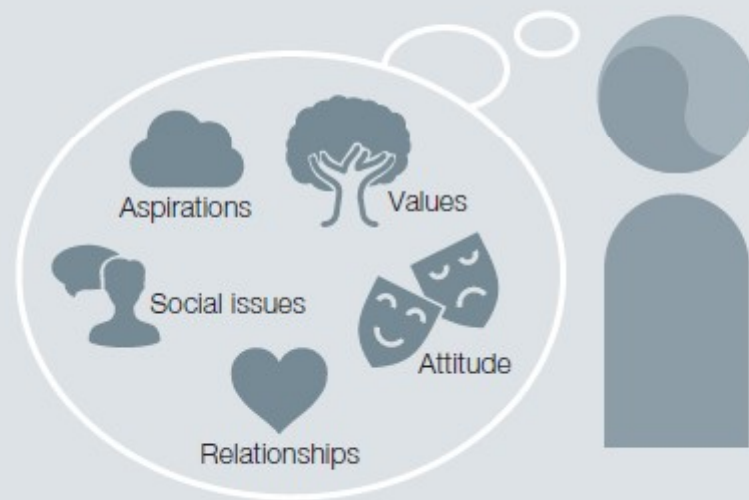 Aspirations
Values
Social issues
Attitude
Relationships